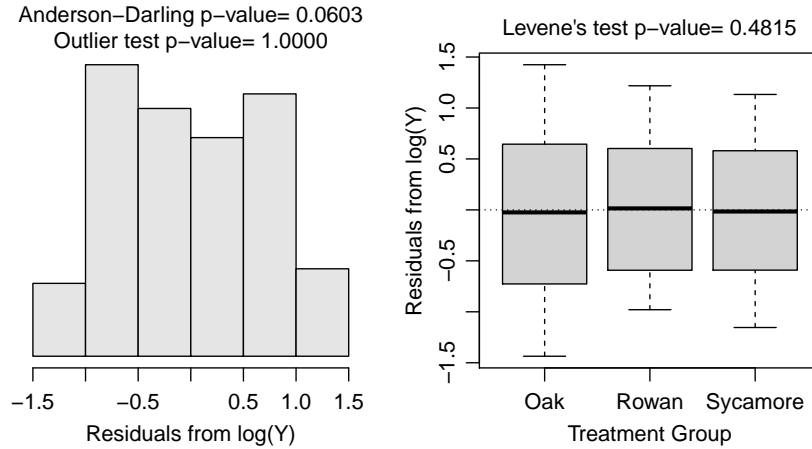 Anderson−Darling p−value= 0.0603
Outlier test p−value= 1.0000
−1.5
−0.5
0.5
1.0
1.5
Residuals from log(Y)
Levene's test p−value= 0.4815
1.5
1.0
0.5
−0.5
−1.5
Residuals from log(Y)
Oak
Rowan
Sycamore
Treatment Group